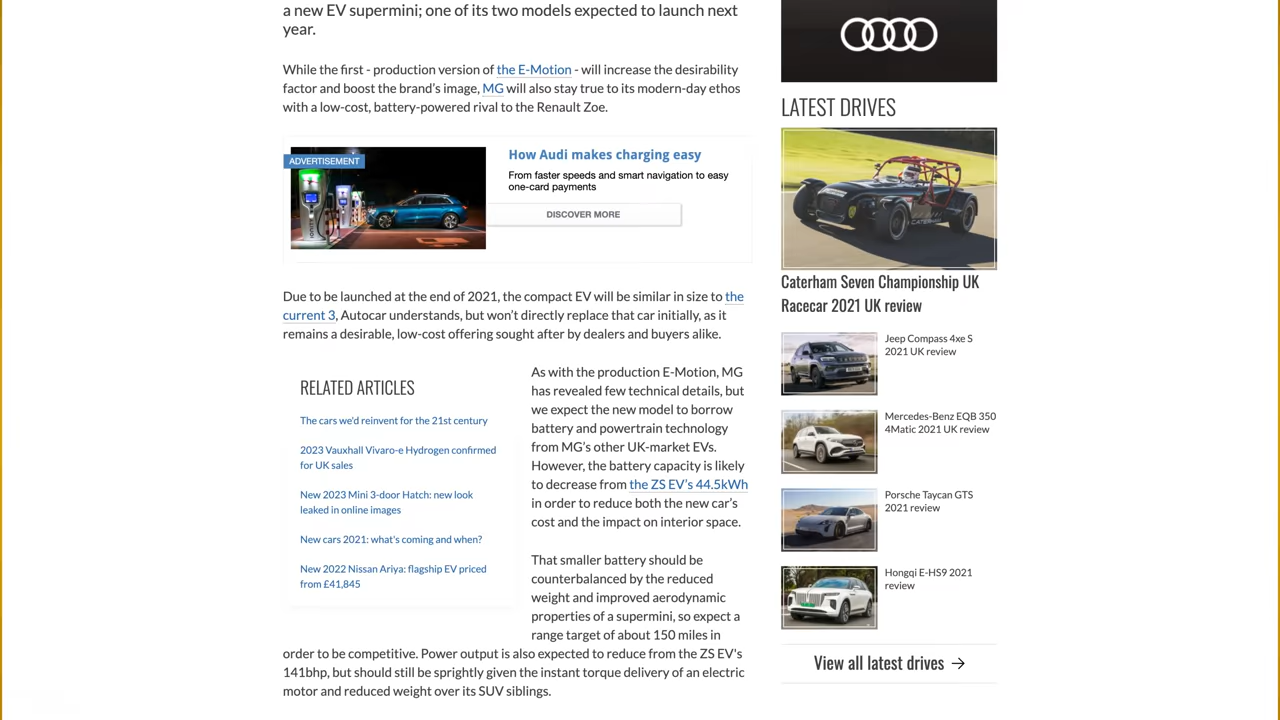 a new EV supermini; one of its two models expected to launch next
year.
While the first - production version of the E-Motion - will increase the desirability
factor and boost the brand's image, MG will also stay true to its modern-day ethos
with a low-cost, battery-powered rival to the Renault Zoe.
ADVERTISEMENT
How Audi makes charging easy
From faster speeds and smart navigation to easy
one-card payments
DISCOVER MORE
Due to be launched at the end of 2021, the compact EV will be similar in size to the
current 3, Autocar understands, but won't directly replace that car initially, as it
remains a desirable, low-cost offering sought after by dealers and buyers alike.
RELATED ARTICLES
The cars we'd reinvent for the 21st century
2023 Vauxhall Vivaro-e Hydrogen confirmed
for UK sales
New 2023 Mini 3-door Hatch: new look
leaked in online images
New cars 2021: what's coming and when?
New 2022 Nissan Ariya: flagship EV priced
from £41,845
As with the production E-Motion, MG
has revealed few technical details, but
we expect the new model to borrow
battery and powertrain technology
from MG's other UK-market EVs.
However, the battery capacity is likely
to decrease from the ZS EV's 44.5kWh
in order to reduce both the new car's
cost and the impact on interior space.
That smaller battery should be
counterbalanced by the reduced
weight and improved aerodynamic
properties of a supermini, so expect a
range target of about 150 miles in
order to be competitive. Power output is also expected to reduce from the ZS EV's
141bhp, but should still be sprightly given the instant torque delivery of an electric
motor and reduced weight over its SUV siblings.
LATEST DRIVES
CATERHAM
Caterham Seven Championship UK
Racecar 2021 UK review
Jeep Compass 4xe S
2021 UK review
Mercedes-Benz EQB 350
4Matic 2021 UK review
Porsche Taycan GTS
2021 review
Hongqi E-HS9 2021
review
View all latest drives →